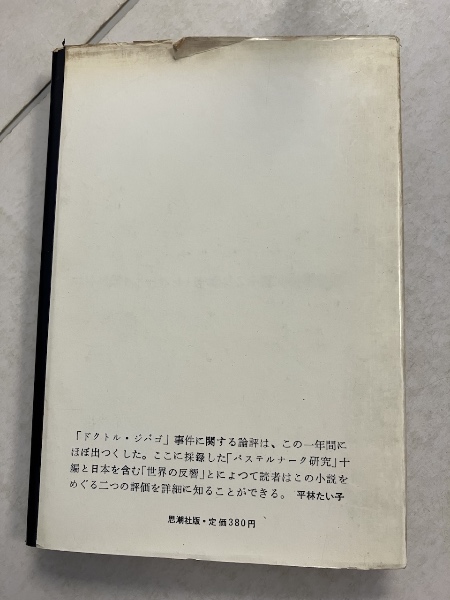 「ドクトル・ジバゴ」事件に関する論評は、この一年間に
ほぼ出つくした。ここに採録した「パステルナーク研究」十
編と日本を含む「世界の反響」とによつて読者はこの小説を
めぐる二つの評価を詳細に知ることができる。 平林たい子
思潮社版・定価380円